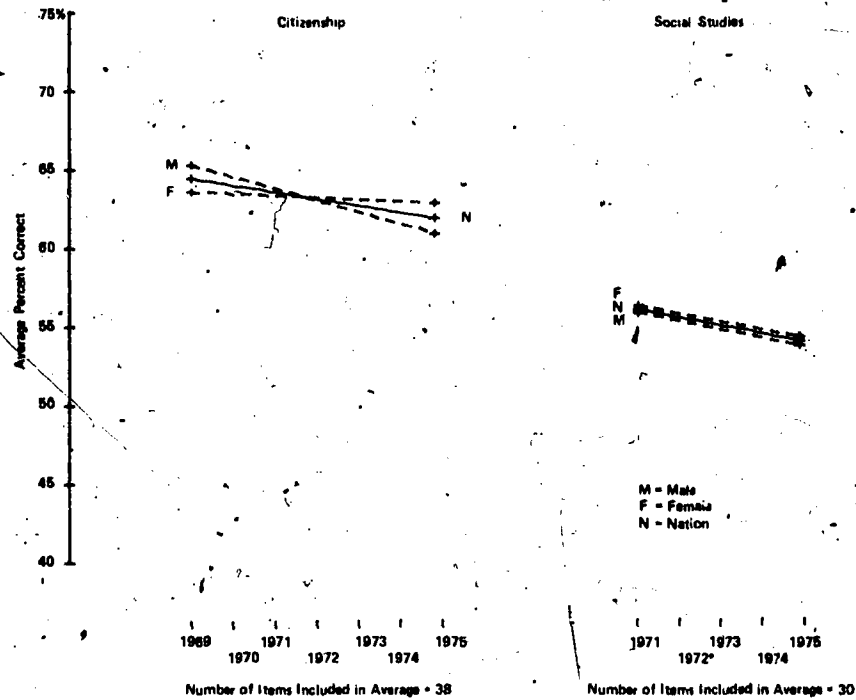 Citizenship
Social Studies
Average Percent Correct
75%
70
65
60
55
50
45
40
M
F
N
F
N
M
M = Male
F = Female
N = Nation
1969 1971 1973 1975
1970 1972 1974
1971 1973 1975
1972 1974
Number of Items Included in Average = 38
Number of Items Included in Average = 30